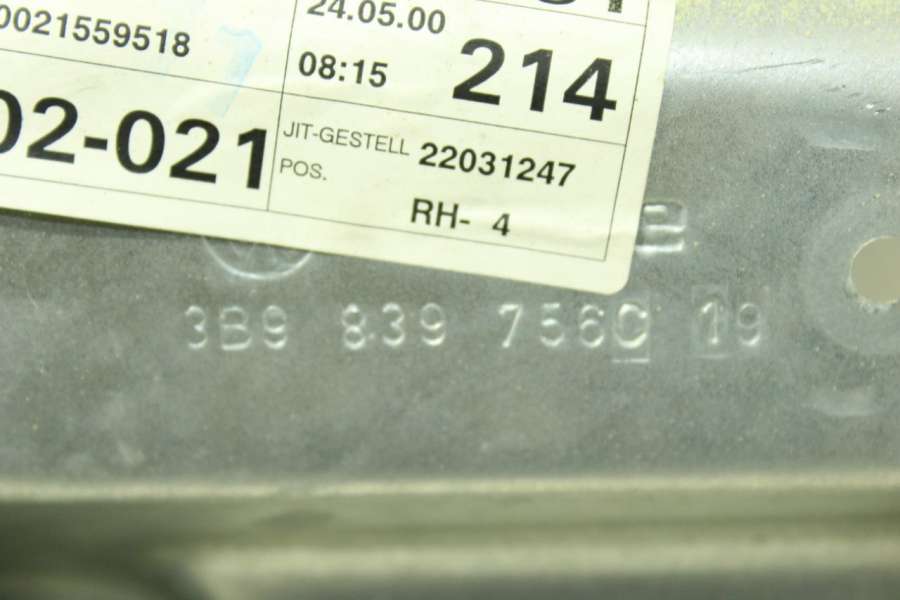 24.05.00
0021559518
08:15
214
02-021
JIT-GESTELL 22031247
POS.
RH- 4
3B9 839 756C 19